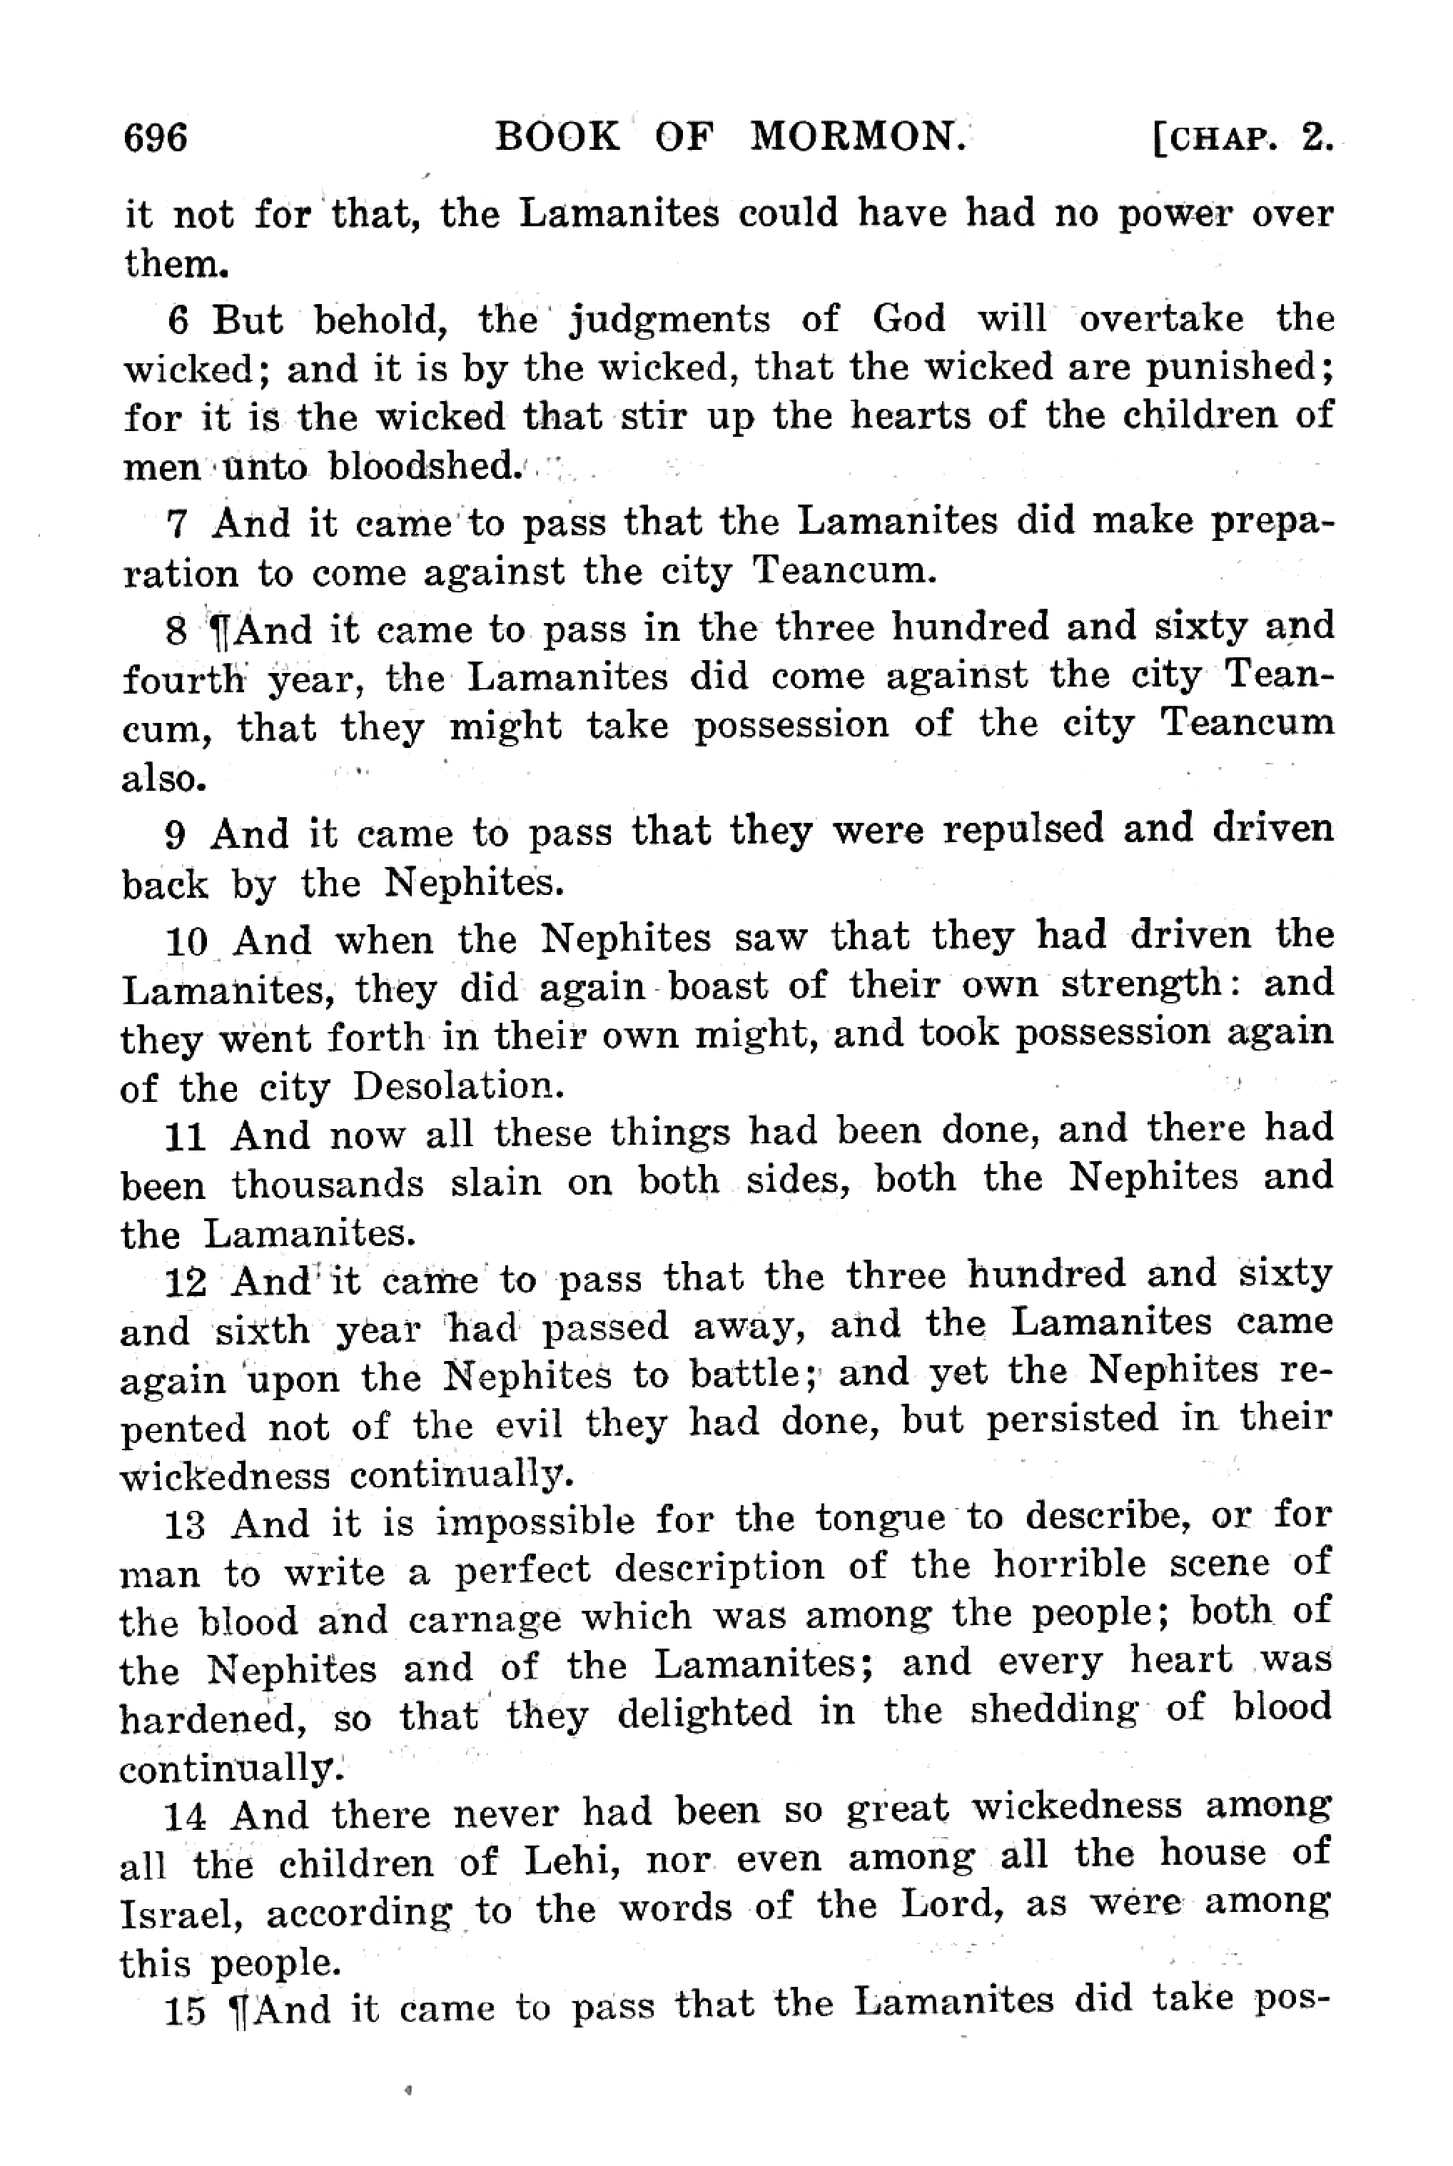 696 BOOK OF MORMON. [CHAP. 2.
it not for that, the Lamanites could have had no power over
them.
6 But behold, the judgments of God will overtake the
wicked; and it is by the wicked, that the wicked are punished;
for it is the wicked that stir up the hearts of the children of
men unto bloodshed.
7 And it came to pass that the Lamanites did make prepa-
ration to come against the city Teancum.
8 ¶And it came to pass in the three hundred and sixty and
fourth year, the Lamanites did come against the city Tean-
cum, that they might take possession of the city Teancum
also.
9 And it came to pass that they were repulsed and driven
back by the Nephites.
10 And when the Nephites saw that they had driven the
Lamanites, they did again boast of their own strength: and
they went forth in their own might, and took possession again
of the city Desolation.
11 And now all these things had been done, and there had
been thousands slain on both sides, both the Nephites and
the Lamanites.
12 And it came to pass that the three hundred and sixty
and sixth year had passed away, and the Lamanites came
again upon the Nephites to battle; and yet the Nephites re-
pented not of the evil they had done, but persisted in their
wickedness continually.
13 And it is impossible for the tongue to describe, or for
man to write a perfect description of the horrible scene of
the blood and carnage which was among the people; both of
the Nephites and of the Lamanites; and every heart was
hardened, so that they delighted in the shedding of blood
continually.
14 And there never had been so great wickedness among
all the children of Lehi, nor even among all the house of
Israel, according to the words of the Lord, as were among
this people.
15 ¶And it came to pass that the Lamanites did take pos-